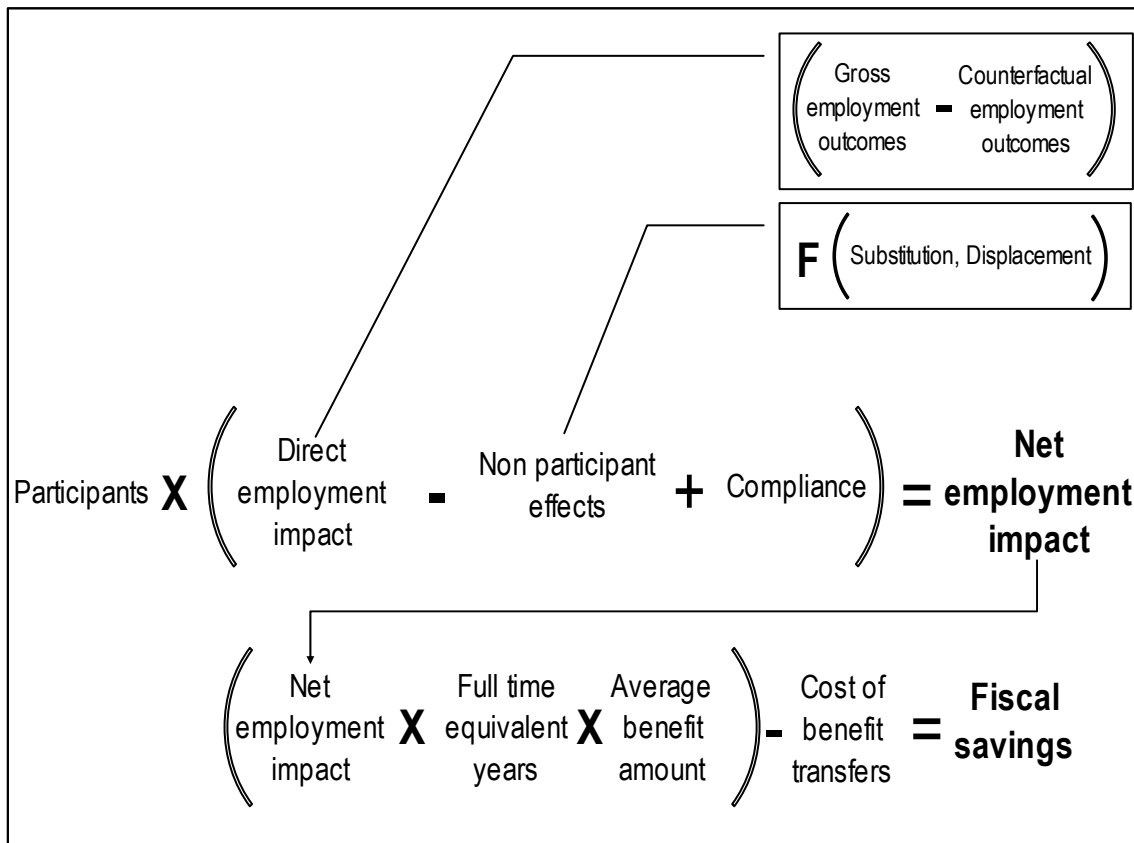 Gross employment outcomes - Counterfactual employment outcomes
F (Substitution, Displacement)
Participants X (Direct employment impact - Non participant effects + Compliance) = Net employment impact
(Net employment impact X Full time equivalent years X Average benefit amount) - Cost of benefit transfers = Fiscal savings